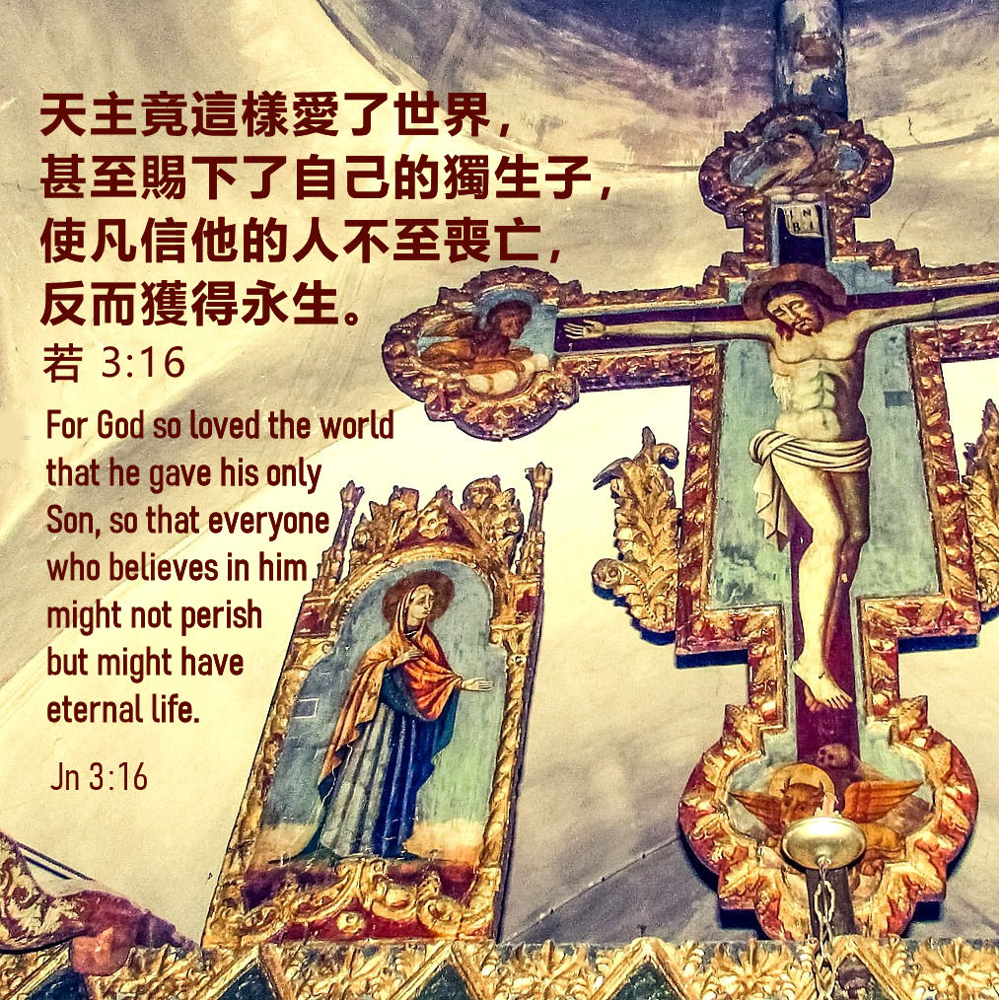 天主竟這樣愛了世界，
甚至賜下了自己的獨生子，
使凡信他的人不至喪亡，
反而獲得永生。
若 3:16
For God so loved the world
that he gave his only
Son, so that everyone
who believes in him
might not perish
but might have
eternal life.
Jn 3:16
I N
B I